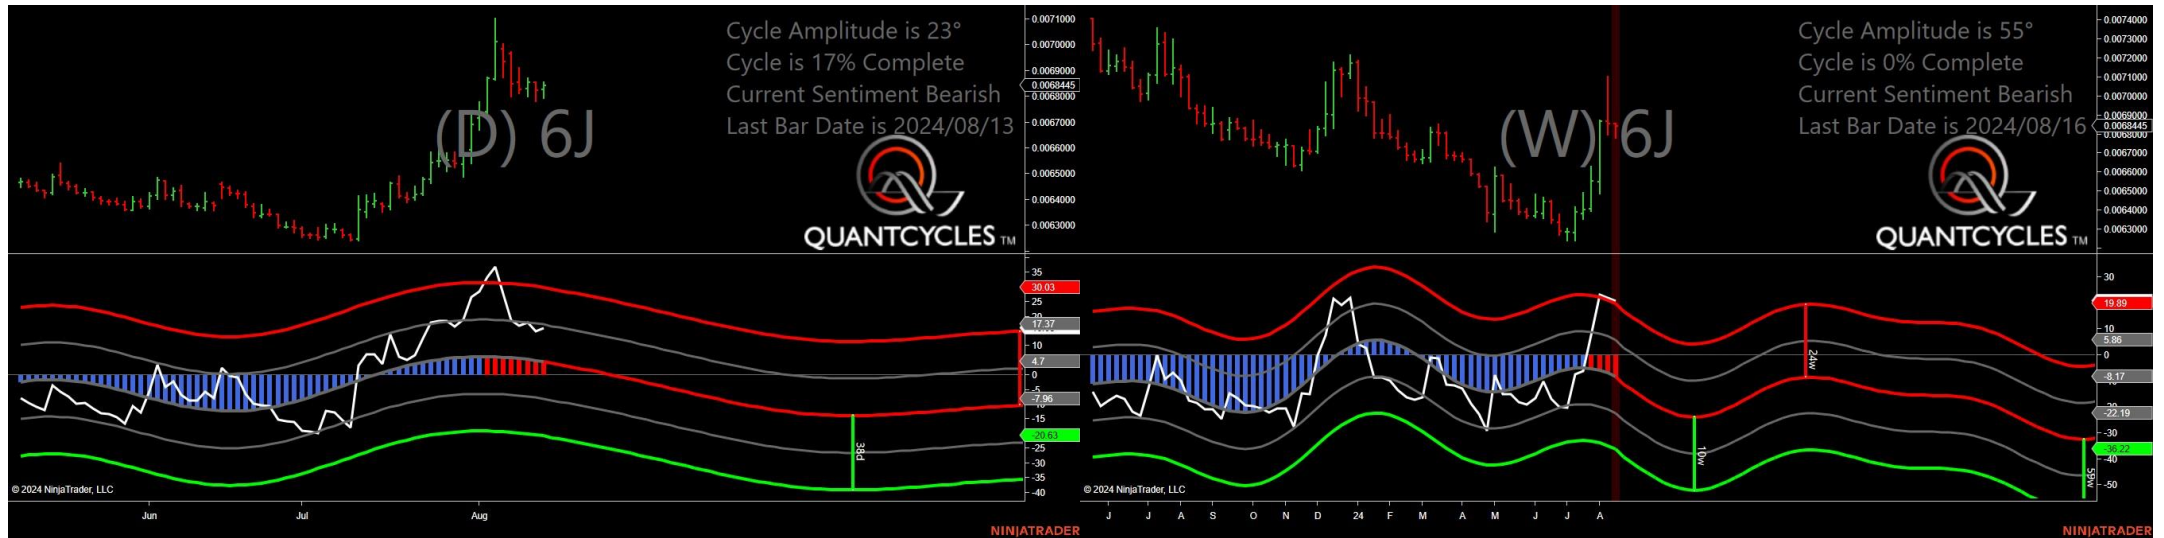 Cycle Amplitude is 23°
Cycle is 17% Complete
Current Sentiment Bearish
Last Bar Date is 2024/08/13
(D) 6J
QUANTCYCLES TM
0.0071000
0.0070000
0.0069000
0.0068445
0.0068000
0.0067000
0.0066000
0.0065000
0.0064000
0.0063000
35
30.03
25
20
17.37
10
4.7
0
-5
-7.96
-15
-20.63
-25
-30
-35
-40
38d
© 2024 NinjaTrader, LLC
Jun Jul Aug
NINJATRADER
Cycle Amplitude is 55°
Cycle is 0% Complete
Current Sentiment Bearish
Last Bar Date is 2024/08/16
(W) 6J
QUANTCYCLES TM
0.0074000
0.0073000
0.0072000
0.0071000
0.0070000
0.0069000
0.0068445
0.0068000
0.0067000
0.0066000
0.0065000
0.0064000
0.0063000
30
19.89
10
5.86
0
-8.17
-22.19
-30
-36.22
-40
-50
24w
10w
59w
© 2024 NinjaTrader, LLC
J J A S O N D 24 F M A M J J A
NINJATRADER